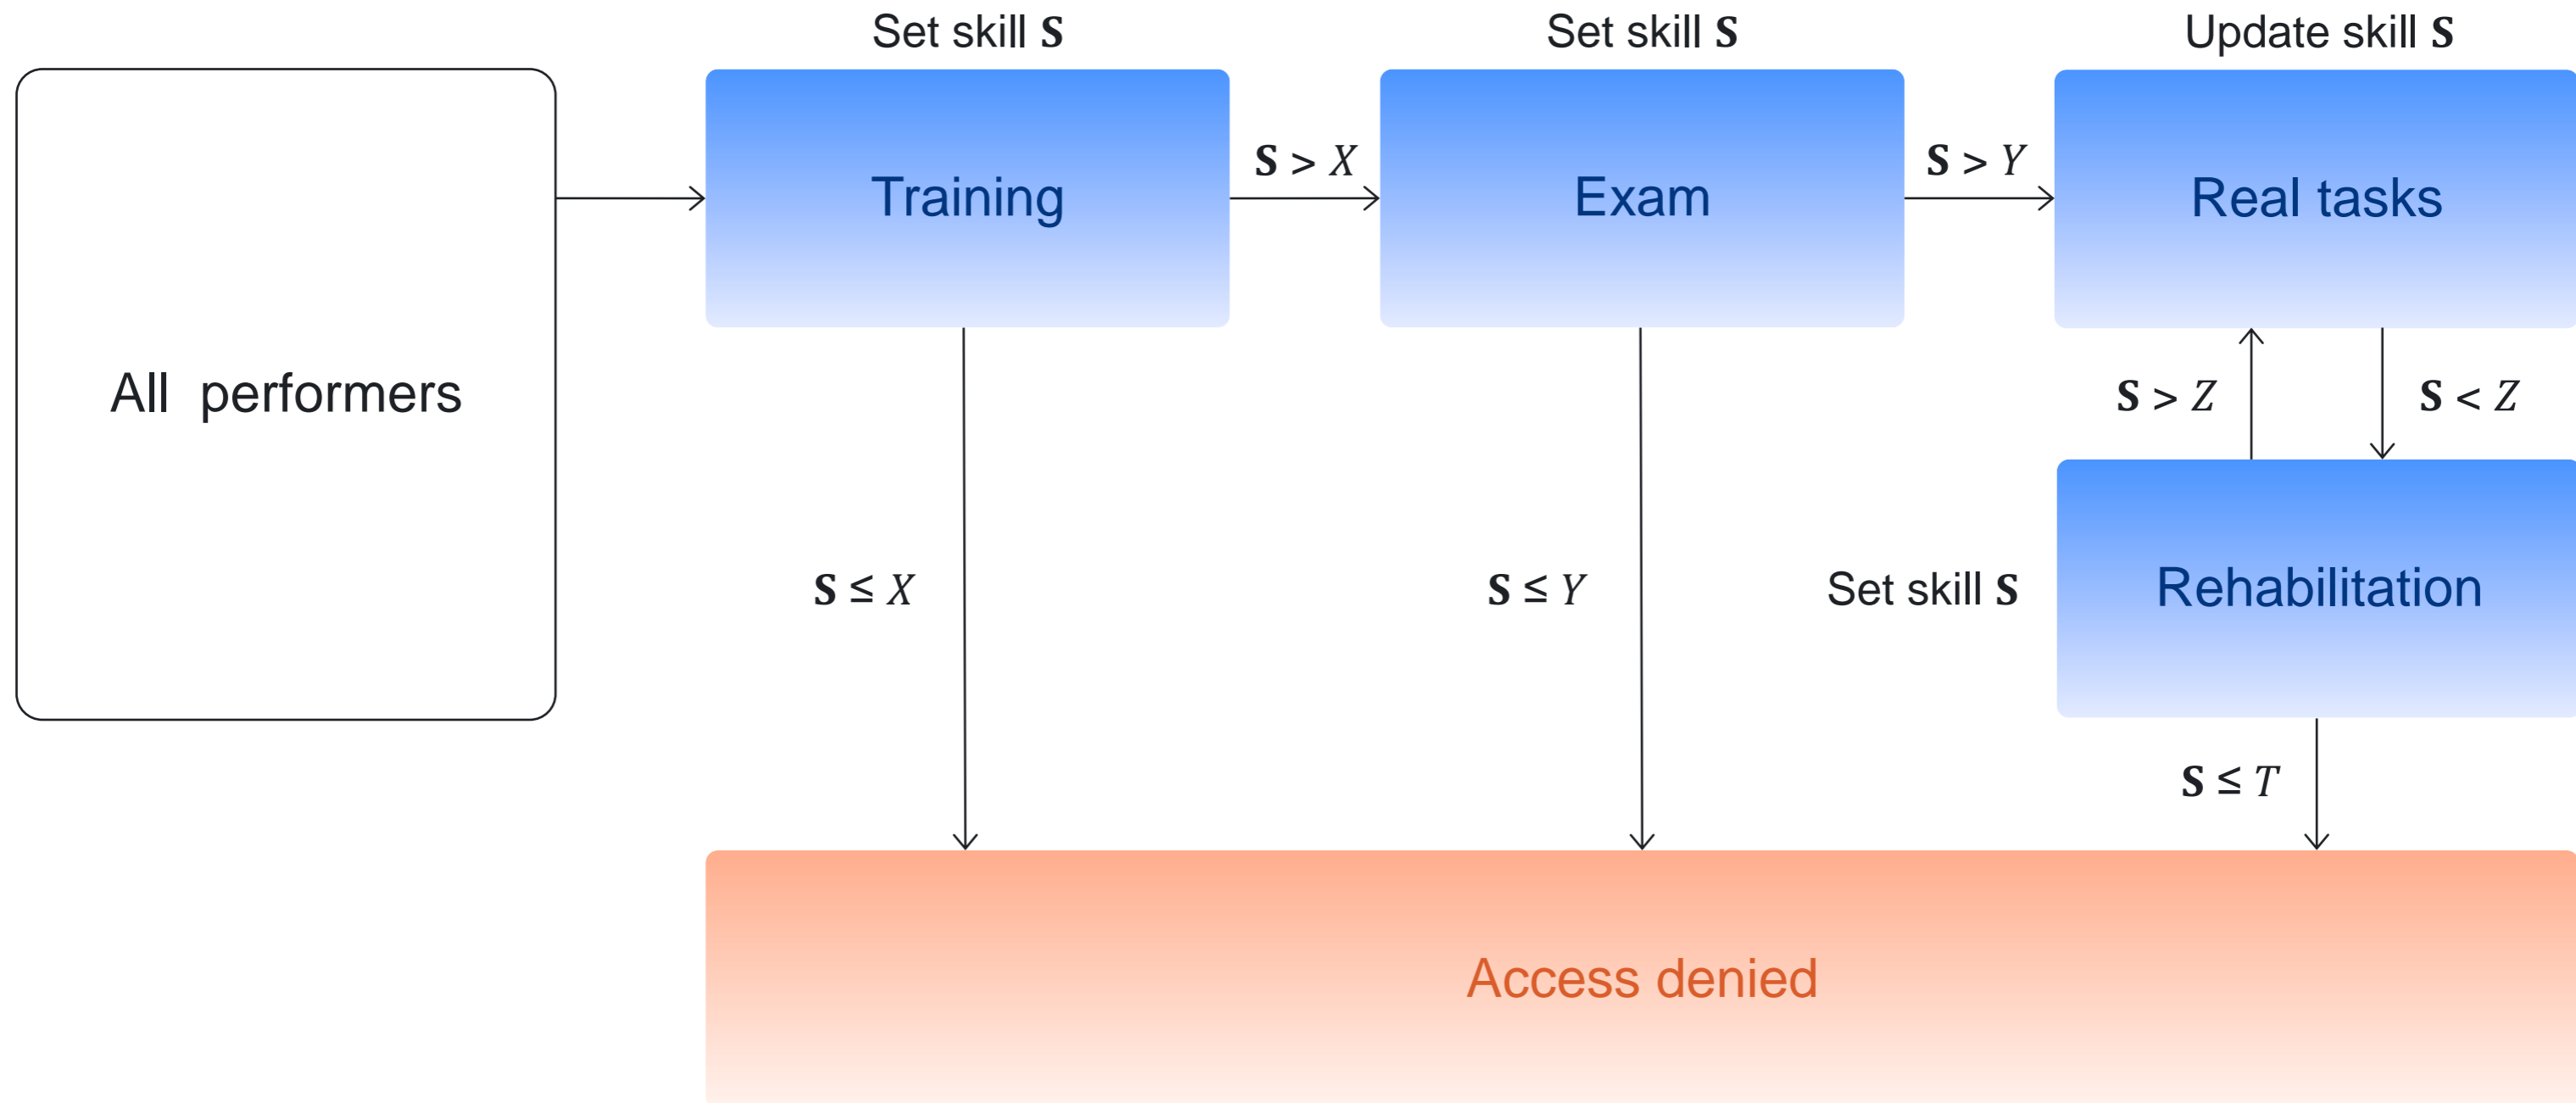 Set skill S
Set skill S
Update skill S
All performers
Training
S > X
Exam
S > Y
Real tasks
S > Z
S < Z
S ≤ X
S ≤ Y
Set skill S
Rehabilitation
S ≤ T
Access denied